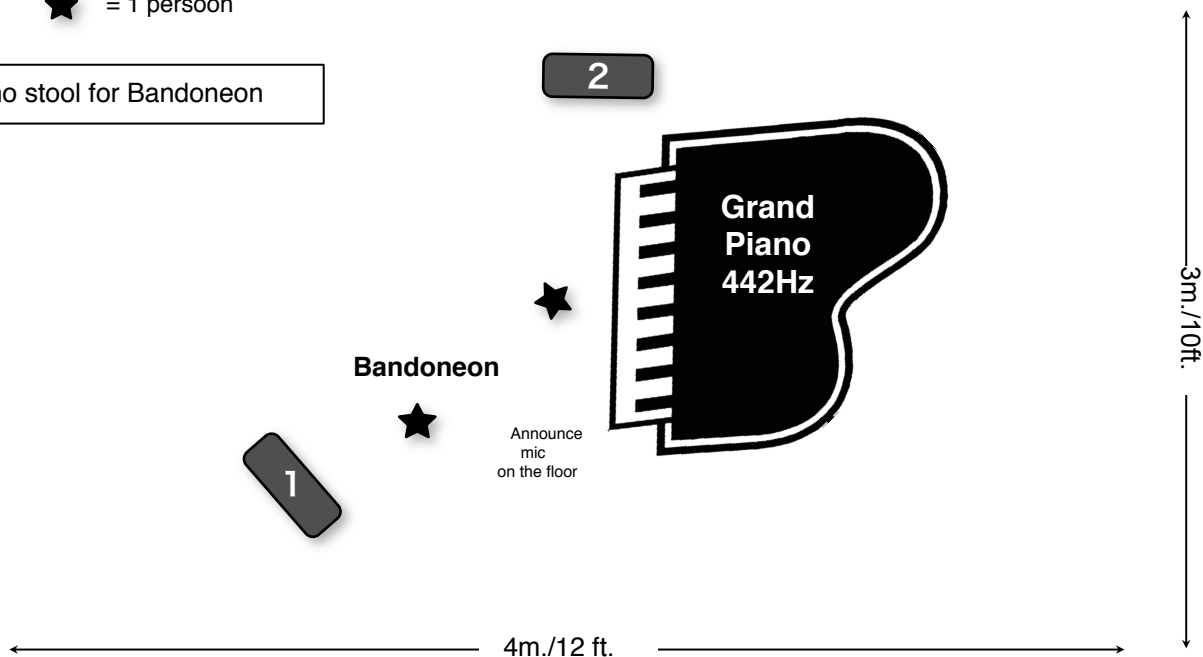 = 1 persoon
stool for Bandoneon
2
Grand
Piano
442Hz
3m./10ft.
Bandoneon
Announce
mic
on the floor
1
4m./12 ft.